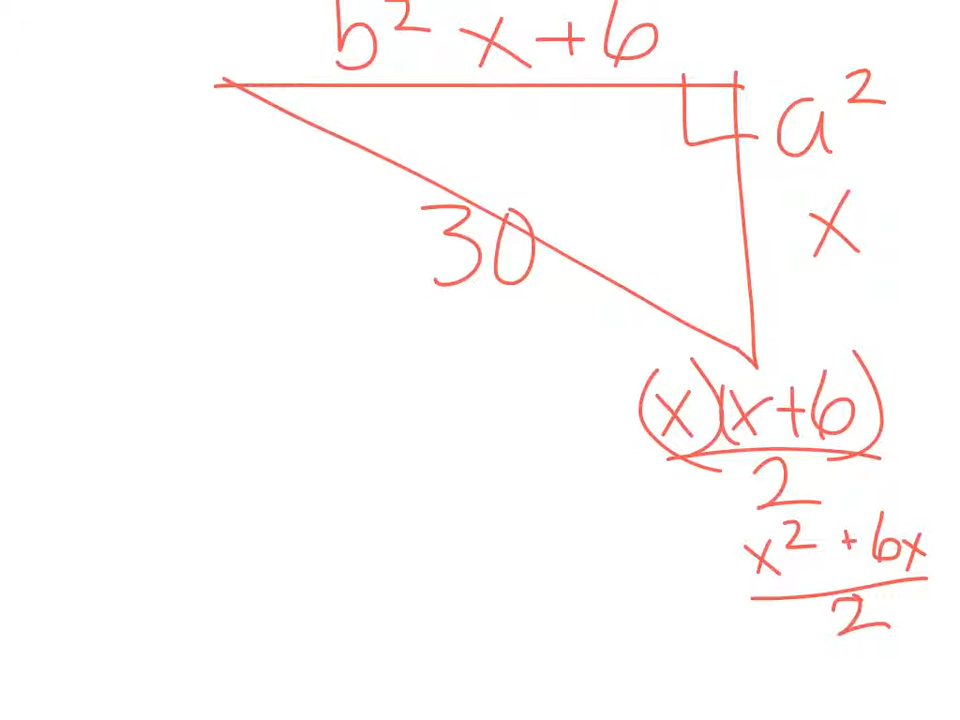 b² x+6
a²
x
30
(x)(x+6)
2
x² + 6x
2